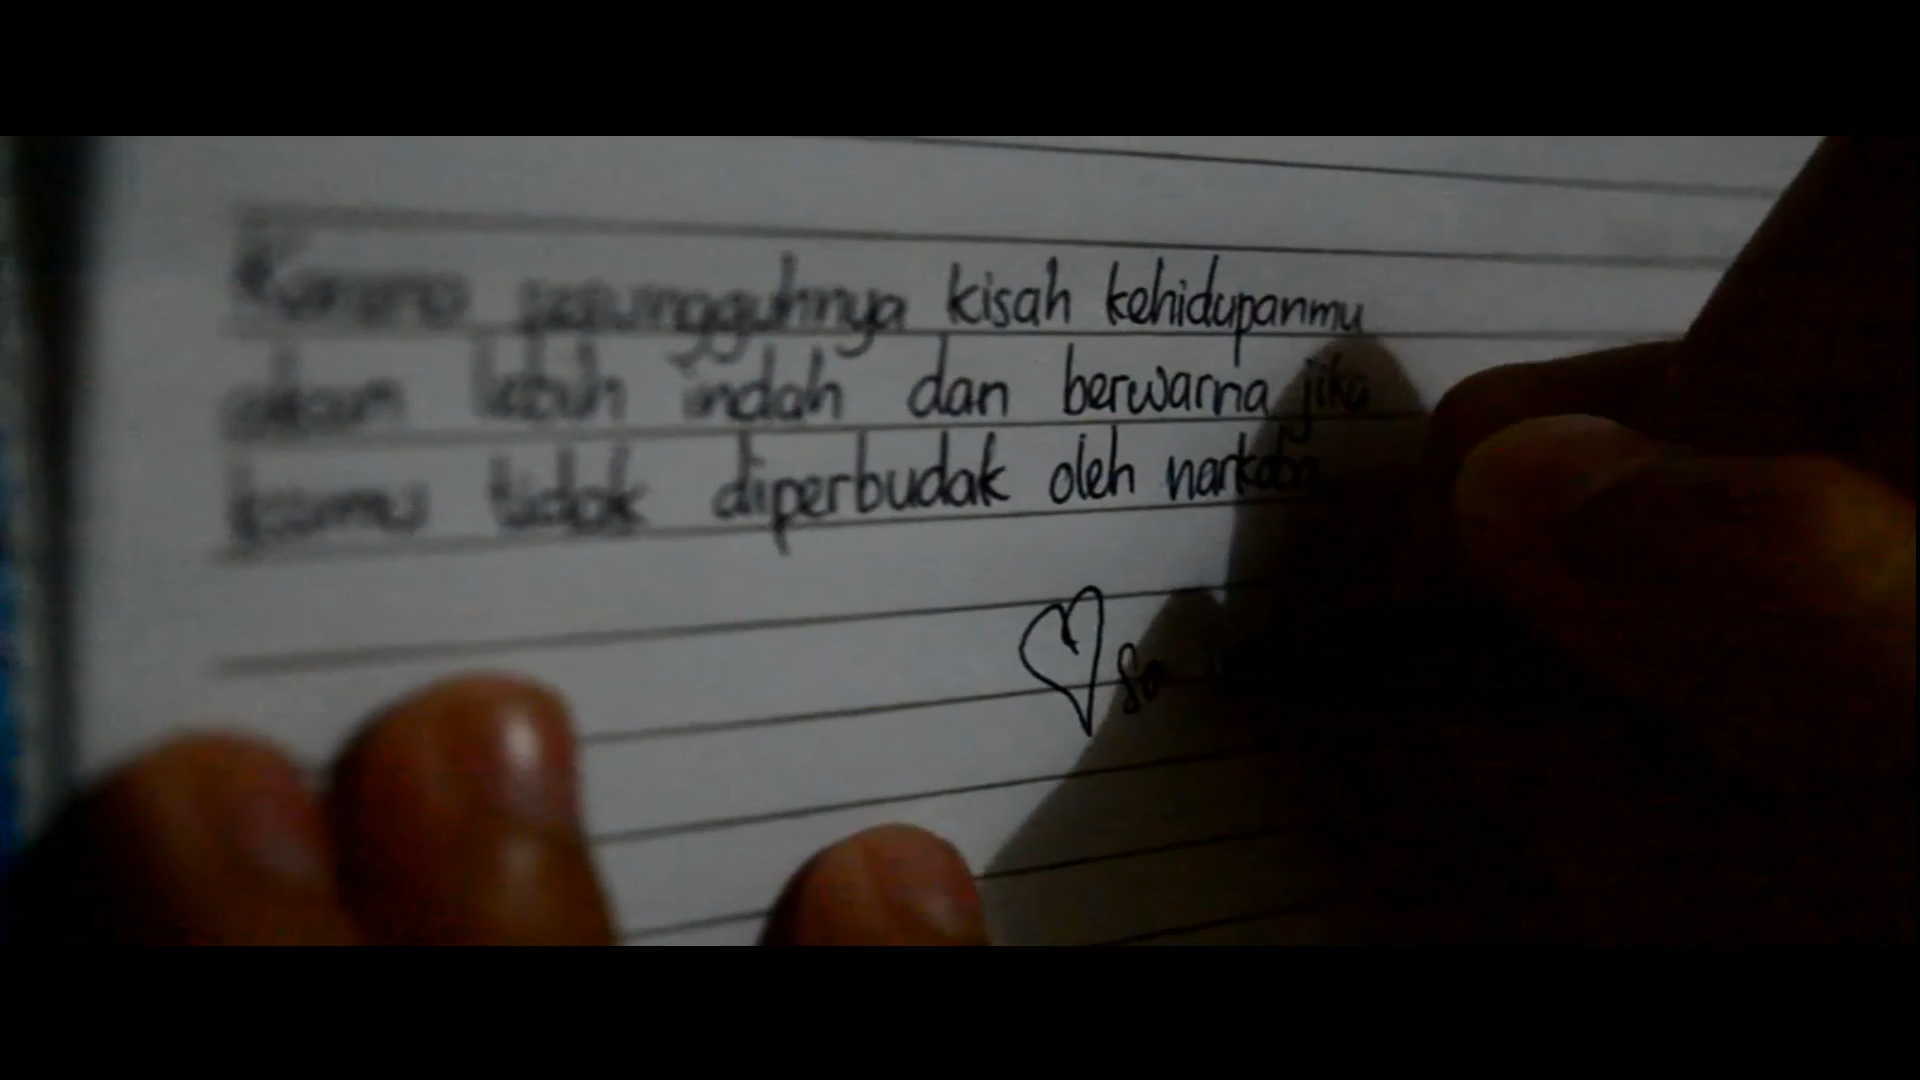 Karena sesungguhnya kisah kehidupanmu
akan lebih indah dan berwarna jika
kamu tidak diperbudak oleh narkoba